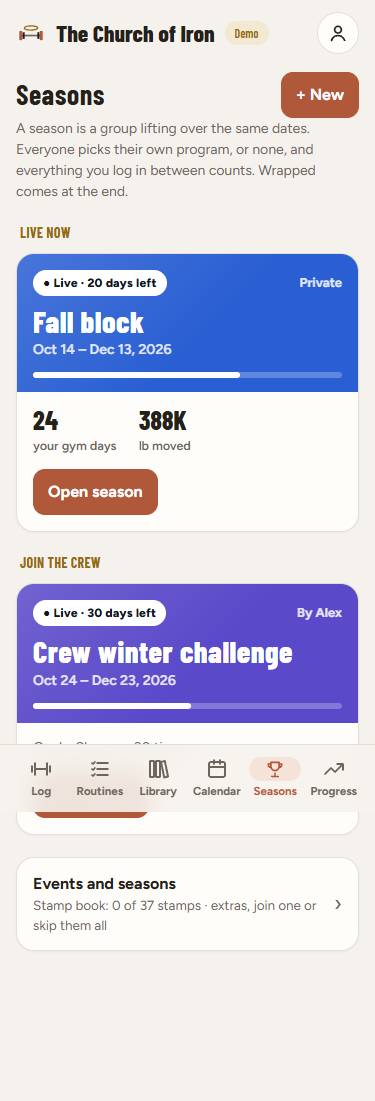 The Church of Iron
Demo
Seasons
+ New
A season is a group lifting over the same dates.
Everyone picks their own program, or none, and
everything you log in between counts. Wrapped
comes at the end.
LIVE NOW
● Live · 20 days left
Private
Fall block
Oct 14 – Dec 13, 2026
24
388K
your gym days
lb moved
Open season
JOIN THE CREW
● Live · 30 days left
By Alex
Crew winter challenge
Oct 24 – Dec 23, 2026
Log
Routines
Library
Calendar
Seasons
Progress
Events and seasons
Stamp book: 0 of 37 stamps · extras, join one or
skip them all
›